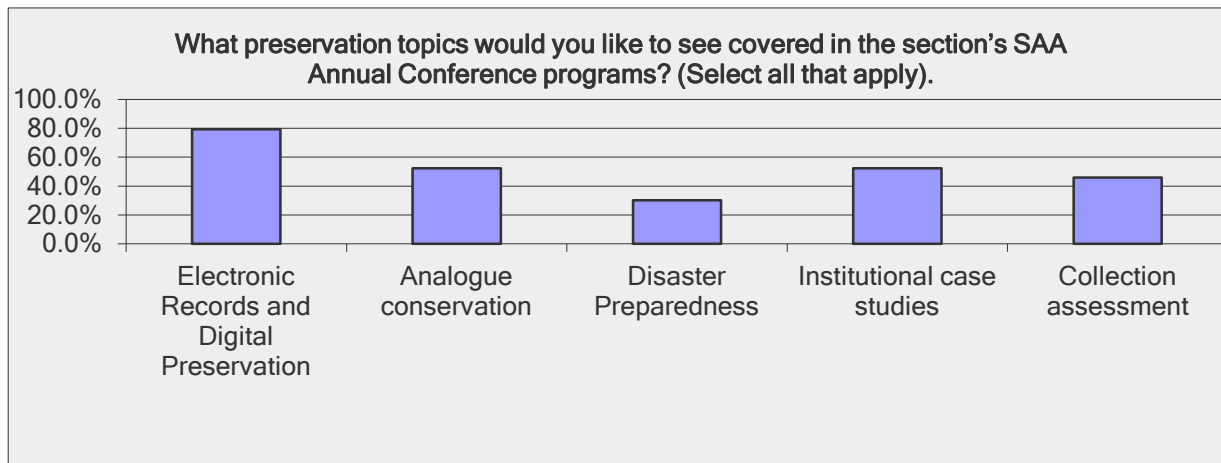 What preservation topics would you like to see covered in the section's SAA
Annual Conference programs? (Select all that apply).
100.0%
80.0%
60.0%
40.0%
20.0%
0.0%
Electronic
Records and
Digital
Preservation
Analogue
conservation
Disaster
Preparedness
Institutional case
studies
Collection
assessment